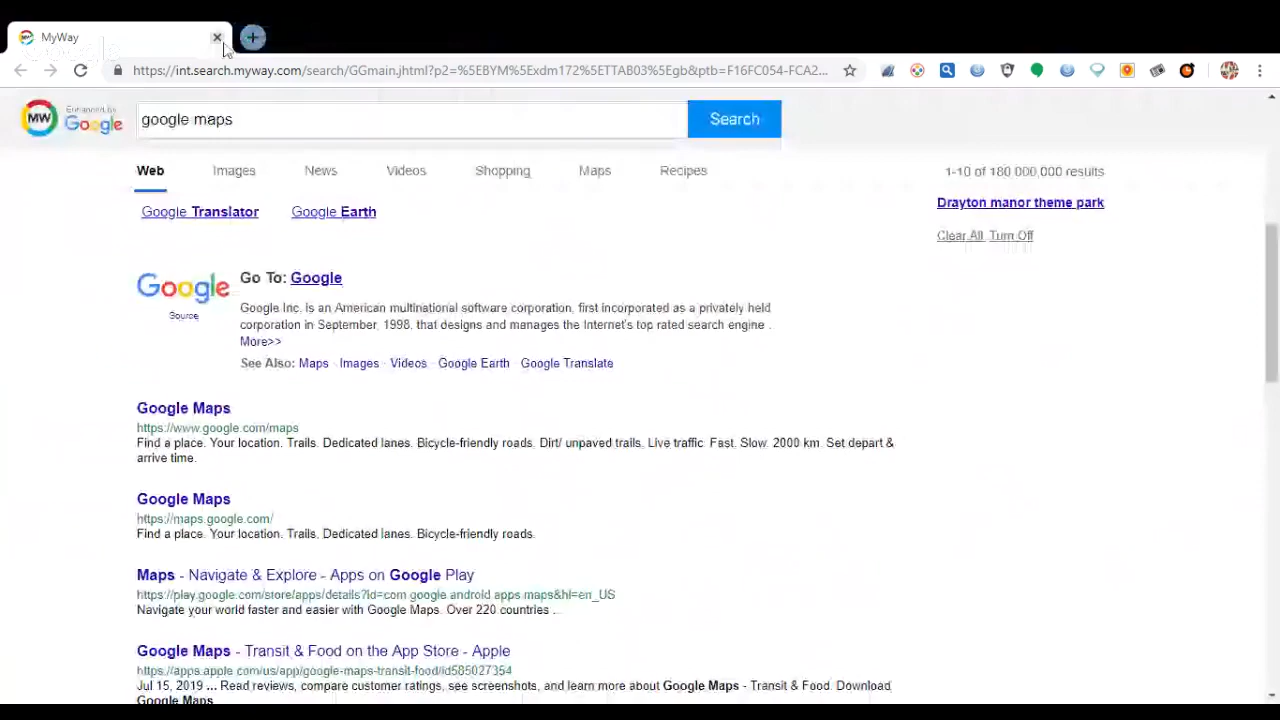 MyWay
https://int.search.myway.com/search/GGmain.jhtml?p2=%5EBYM%5Exdm172%5ETTAB03%5Egb&ptb=F16FC054-FCA2...
MW
Google
google maps
Search
Web Images News Videos Shopping Maps Recipes
1-10 of 180,000,000 results
Google Translator Google Earth
Drayton manor theme park
Clear All Turn Off
Google
Source
Go To: Google
Google Inc. is an American multinational software corporation, first incorporated as a privately held
corporation in September, 1998, that designs and manages the Internet's top rated search engine .
More>>
See Also: Maps · Images · Videos · Google Earth · Google Translate
Google Maps
https://www.google.com/maps
Find a place. Your location. Trails. Dedicated lanes. Bicycle-friendly roads. Dirt/ unpaved trails. Live traffic. Fast. Slow. 2000 km. Set depart &
arrive time.
Google Maps
https://maps.google.com/
Find a place. Your location. Trails. Dedicated lanes. Bicycle-friendly roads.
Maps - Navigate & Explore - Apps on Google Play
https://play.google.com/store/apps/details?id=com.google.android.apps.maps&hl=en_US
Navigate your world faster and easier with Google Maps. Over 220 countries ...
Google Maps - Transit & Food on the App Store - Apple
https://apps.apple.com/us/app/google-maps-transit-food/id585027354
Jul 15, 2019 ... Read reviews, compare customer ratings, see screenshots, and learn more about Google Maps - Transit & Food. Download
Google Maps